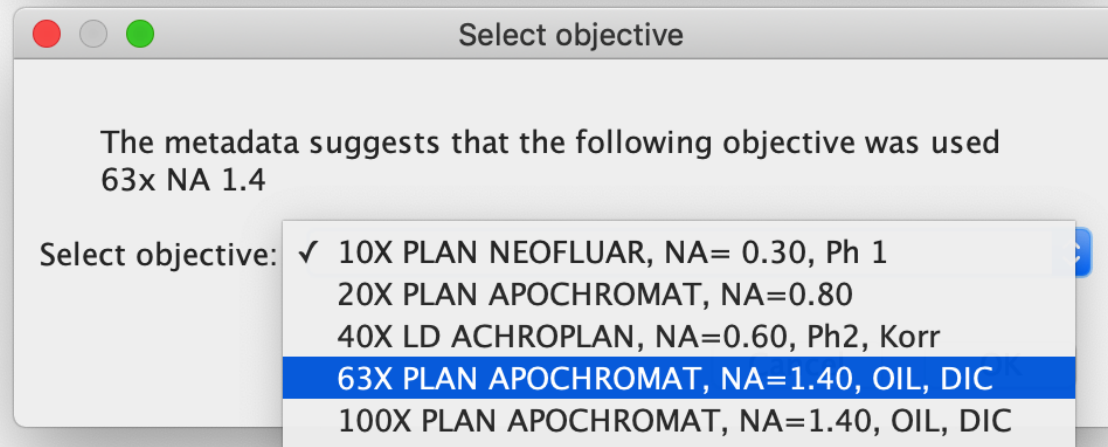 Select objective
The metadata suggests that the following objective was used
63x NA 1.4
Select objective: ✓ 10X PLAN NEOFLUAR, NA= 0.30, Ph 1
20X PLAN APOCHROMAT, NA=0.80
40X LD ACHROPLAN, NA=0.60, Ph2, Korr
63X PLAN APOCHROMAT, NA=1.40, OIL, DIC
100X PLAN APOCHROMAT, NA=1.40, OIL, DIC